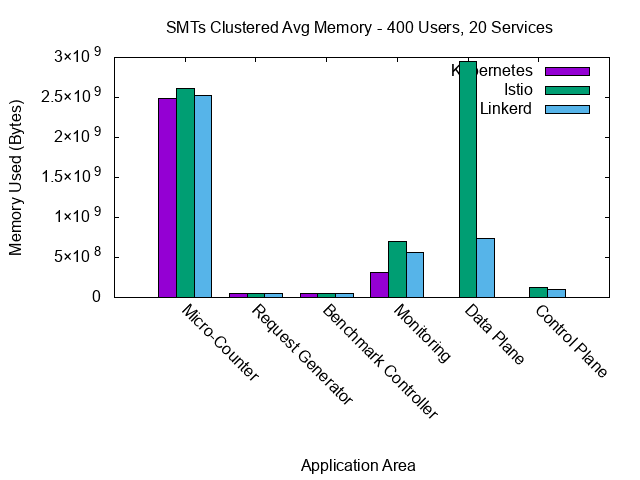 SMTs Clustered Avg Memory - 400 Users, 20 Services
3×10⁹
2.5×10⁹
2×10⁹
1.5×10⁹
1×10⁹
5×10⁸
0
Memory Used (Bytes)
Kubernetes
Istio
Linkerd
Micro-Counter
Request Generator
Benchmark Controller
Monitoring
Data Plane
Control Plane
Application Area